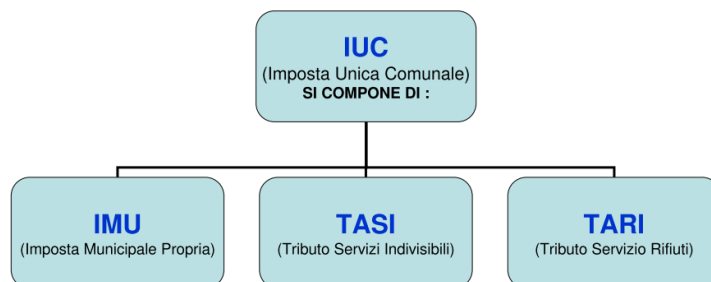 IUC
(Imposta Unica Comunale)
SI COMPONE DI :
IMU
(Imposta Municipale Propria)
TASI
(Tributo Servizi Indivisibili)
TARI
(Tributo Servizio Rifiuti)